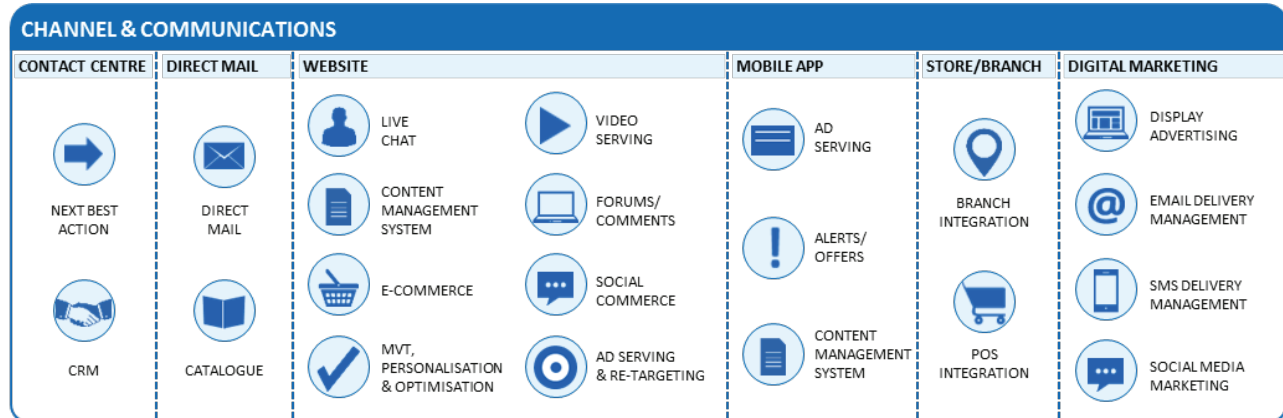 CHANNEL & COMMUNICATIONS
CONTACT CENTRE
NEXT BEST
ACTION
CRM
DIRECT MAIL
DIRECT
MAIL
CATALOGUE
WEBSITE
LIVE
CHAT
CONTENT
MANAGEMENT
SYSTEM
E-COMMERCE
MVT,
PERSONALISATION
& OPTIMISATION
VIDEO
SERVING
FORUMS/
COMMENTS
SOCIAL
COMMERCE
AD SERVING
& RE-TARGETING
MOBILE APP
AD
SERVING
ALERTS/
OFFERS
CONTENT
MANAGEMENT
SYSTEM
STORE/BRANCH
BRANCH
INTEGRATION
POS
INTEGRATION
DIGITAL MARKETING
DISPLAY
ADVERTISING
@
EMAIL DELIVERY
MANAGEMENT
SMS DELIVERY
MANAGEMENT
SOCIAL MEDIA
MARKETING